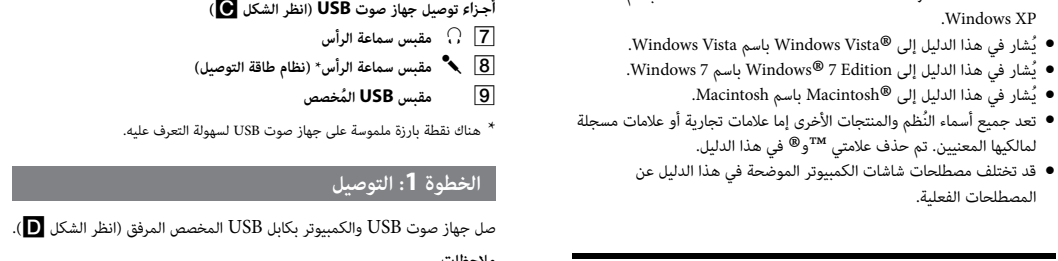 .Windows XP
● يُشار في هذا الدليل إلى Windows Vista® باسم Windows Vista.
● يُشار في هذا الدليل إلى Windows® 7 Edition باسم Windows 7.
● يُشار في هذا الدليل إلى Macintosh® باسم Macintosh.
● تعد جميع أسماء النُظم والمنتجات الأخرى إما علامات تجارية أو علامات مسجلة
لمالكيها المعنيين. تم حذف علامتي ™ و® في هذا الدليل.
● قد تختلف مصطلحات شاشات الكمبيوتر الموضحة في هذا الدليل عن
المصطلحات الفعلية.
أجزاء توصيل جهاز صوت USB (انظر الشكل C)
7 مقبس سماعة الرأس
8 مقبس سماعة الرأس* (نظام طاقة التوصيل)
9 مقبس USB المُخصص
* هناك نقطة بارزة ملموسة على جهاز صوت USB لسهولة التعرف عليه.
الخطوة 1: التوصيل
صل جهاز صوت USB والكمبيوتر بكابل USB المخصص المرفق (انظر الشكل D).